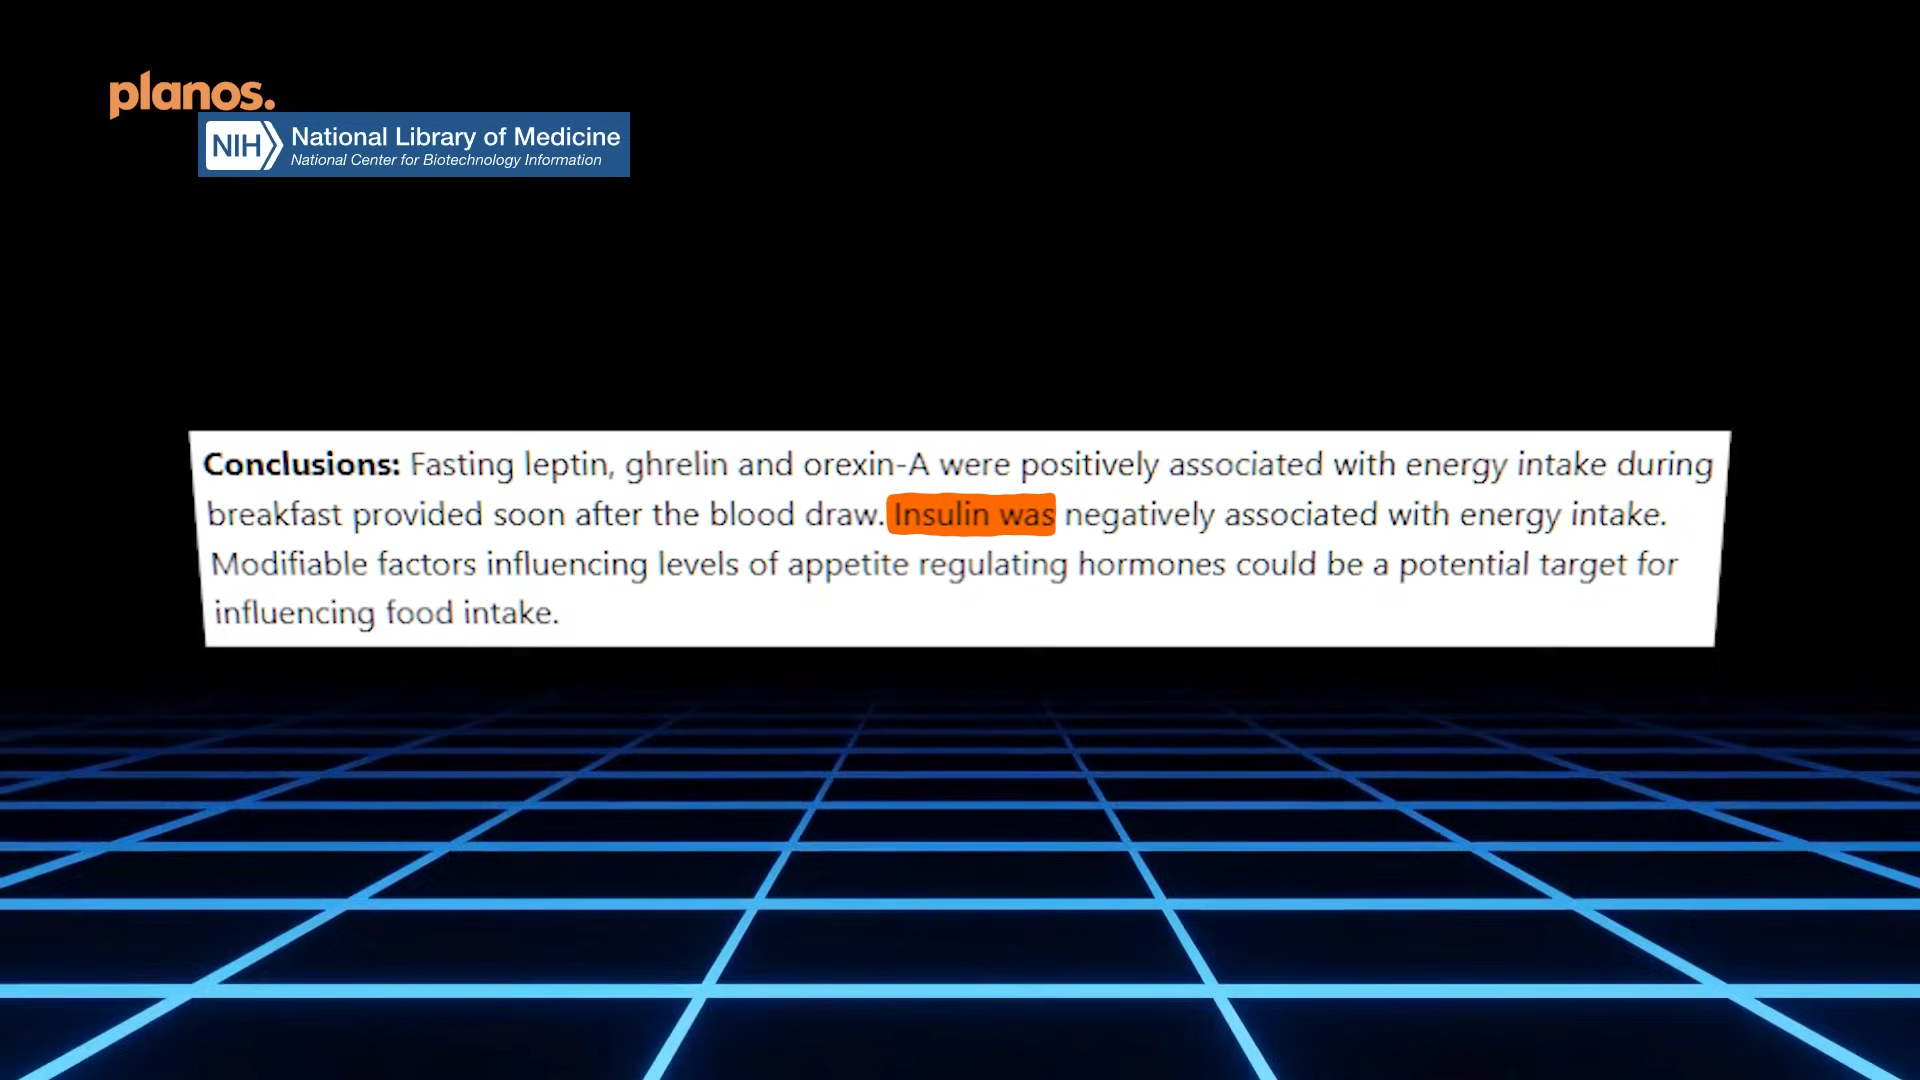 planos.
NIH National Library of Medicine
National Center for Biotechnology Information
Conclusions: Fasting leptin, ghrelin and orexin-A were positively associated with energy intake during
breakfast provided soon after the blood draw. Insulin was negatively associated with energy intake.
Modifiable factors influencing levels of appetite regulating hormones could be a potential target for
influencing food intake.